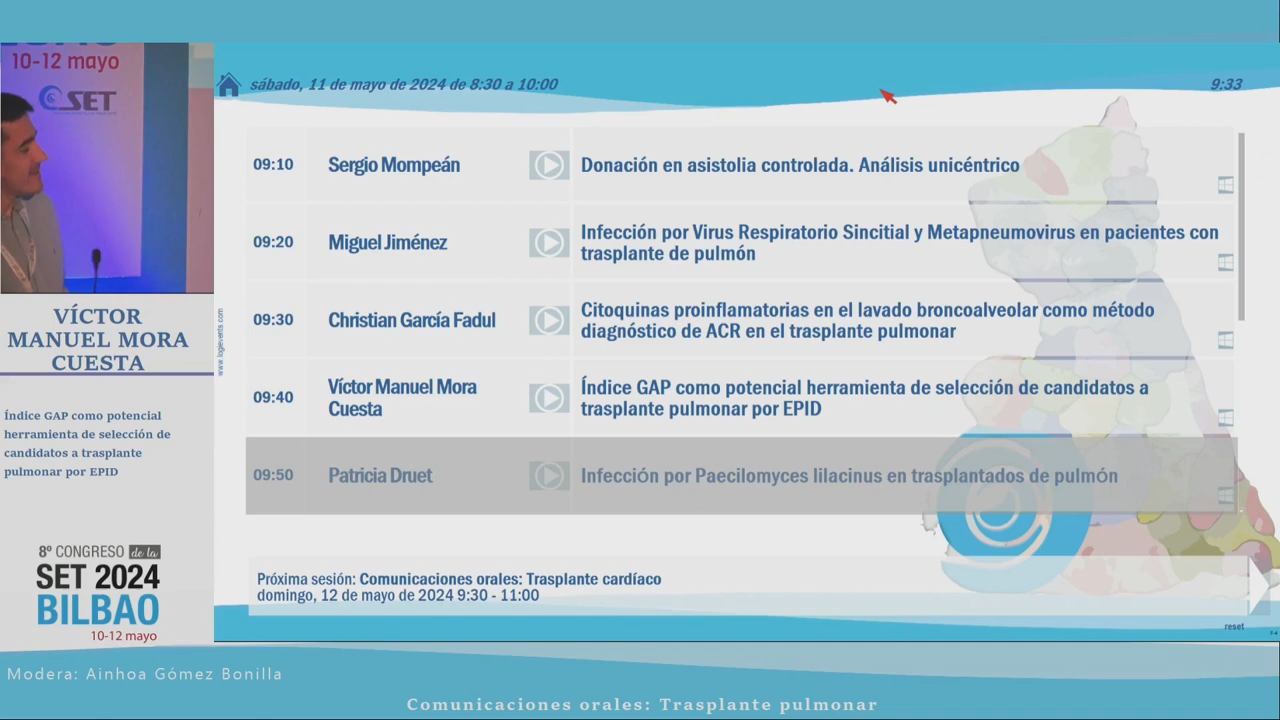 10-12 mayo
SET
sábado, 11 de mayo de 2024 de 8:30 a 10:00
9:33
09:10
Sergio Mompeán
Donación en asistolia controlada. Análisis unicéntrico
09:20
Miguel Jiménez
Infección por Virus Respiratorio Sincitial y Metapneumovirus en pacientes con
trasplante de pulmón
09:30
Christian García Fadul
Citoquinas proinflamatorias en el lavado broncoalveolar como método
diagnóstico de ACR en el trasplante pulmonar
09:40
Víctor Manuel Mora
Cuesta
Índice GAP como potencial herramienta de selección de candidatos a
trasplante pulmonar por EPID
09:50
Patricia Druet
Infección por Paecilomyces lilacinus en trasplantados de pulmón
Próxima sesión: Comunicaciones orales: Trasplante cardíaco
domingo, 12 de mayo de 2024 9:30 - 11:00
reset
www.logievents.com
VÍCTOR
MANUEL MORA
CUESTA
Índice GAP como potencial
herramienta de selección de
candidatos a trasplante
pulmonar por EPID
8º CONGRESO de la
SET 2024
BILBAO
10-12 mayo
Modera: Ainhoa Gómez Bonilla
Comunicaciones orales: Trasplante pulmonar